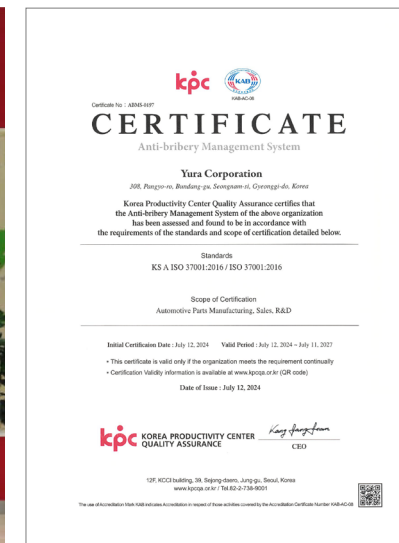 kpc
KAB
KAB-AC-08
Certificate No : ABMS-0107
CERTIFICATE
Anti-bribery Management System
Yura Corporation
308, Pangyo-ro, Bundang-gu, Seongnam-si, Gyeonggi-do, Korea
Korea Productivity Center Quality Assurance certifies that
the Anti-bribery Management System of the above organization
has been assessed and found to be in accordance with
the requirements of the standards and scope of certification detailed below.
Standards
KS A ISO 37001:2016 / ISO 37001:2016
Scope of Certification
Automotive Parts Manufacturing, Sales, R&D
Initial Certification Date : July 12, 2024 Valid Period : July 12, 2024 ~ July 11, 2027
• This certificate is valid only if the organization meets the requirement continually
• Certification Validity information is available at www.kpcqa.or.kr (QR code)
Date of Issue : July 12, 2024
kpc KOREA PRODUCTIVITY CENTER
QUALITY ASSURANCE
CEO
12F, KCCI building, 39, Sejong-daero, Jung-gu, Seoul, Korea
www.kpcqa.or.kr / Tel.82-2-738-9001
The use of Accreditation Mark KAB indicates Accreditation in respect of those activities covered by the Accreditation Certificate Number KAB-AC-08